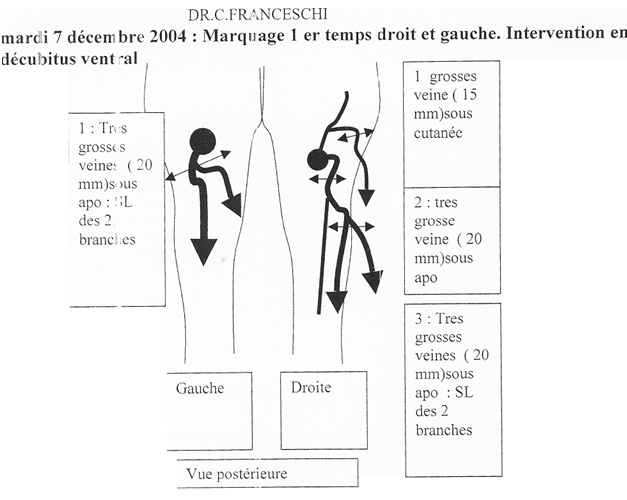 DR.C.FRANCESCHI
mardi 7 décembre 2004 : Marquage 1 er temps droit et gauche. Intervention en
décubitus ventral
1 : Tres
grosses
veines ( 20
mm)sous
apo : SL
des 2
branches
1 grosses
veine ( 15
mm)sous
cutanée
2 : tres
grosse
veine ( 20
mm)sous
apo
3 : Tres
grosses
veines ( 20
mm)sous
apo : SL
des 2
branches
Gauche
Droite
Vue postérieure